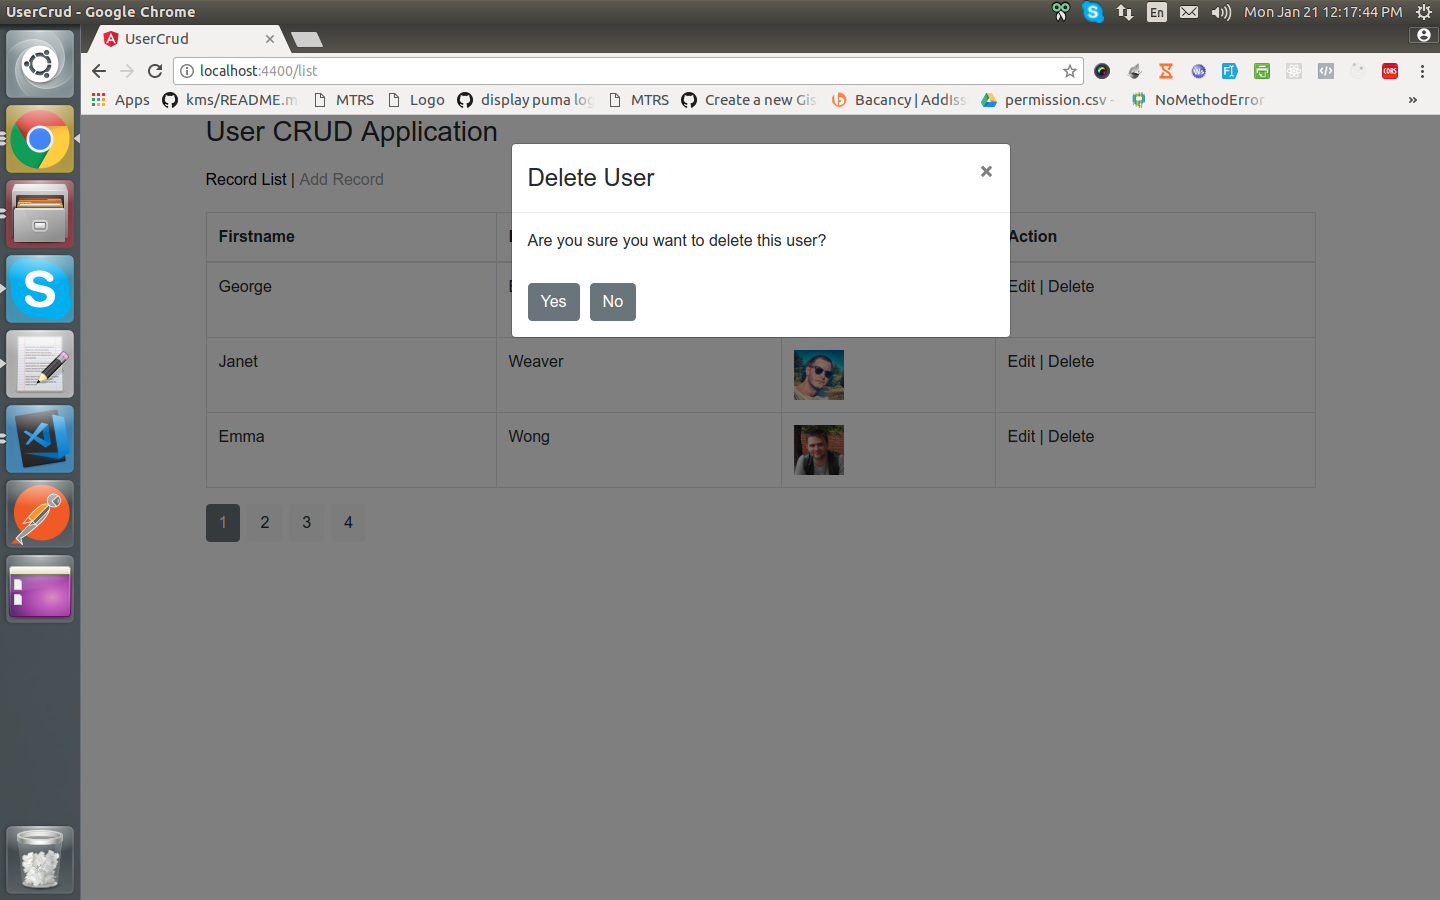 UserCrud - Google Chrome
En
Mon Jan 21 12:17:44 PM
UserCrud
localhost:4400/list
Apps
kms/README.m
MTRS
Logo
display puma log
MTRS
Create a new Gis
Bacancy | AddIss
permission.csv -
NoMethodError
»
User CRUD Application
Record List | Add Record
Delete User
×
Are you sure you want to delete this user?
Yes
No
Firstname
Action
George
Edit | Delete
Janet
Weaver
Edit | Delete
Emma
Wong
Edit | Delete
1
2
3
4